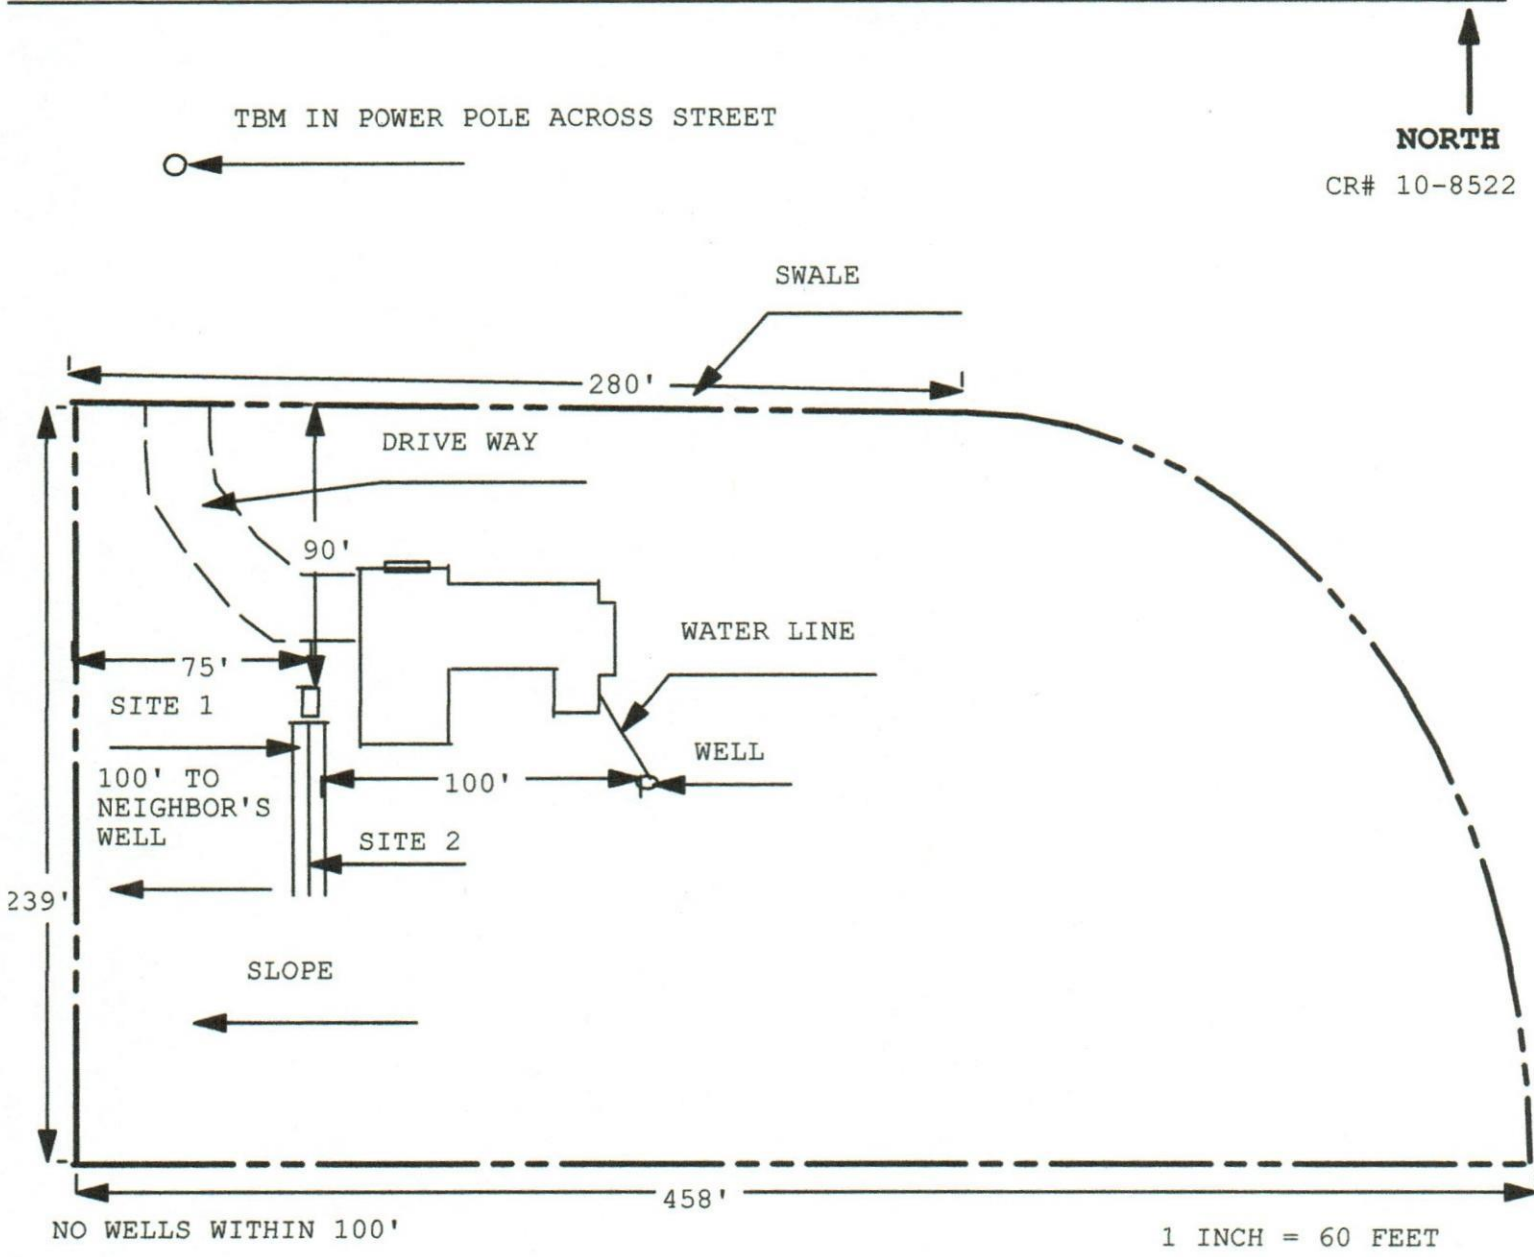 TBM IN POWER POLE ACROSS STREET
NORTH
CR# 10-8522
SWALE
280'
DRIVE WAY
90'
WATER LINE
75'
SITE 1
WELL
100' TO
NEIGHBOR'S
WELL
100'
SITE 2
239'
SLOPE
458'
NO WELLS WITHIN 100'
1 INCH = 60 FEET